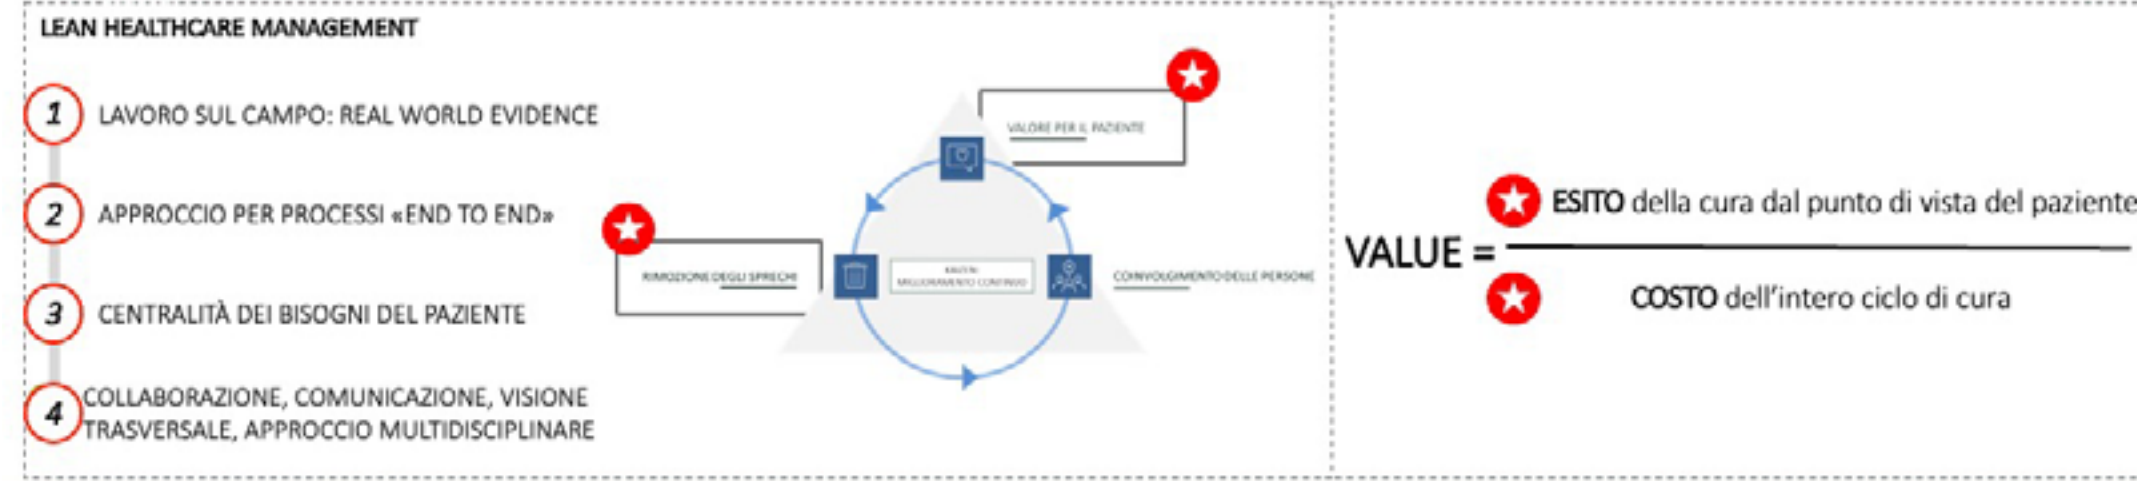 LEAN HEALTHCARE MANAGEMENT
1 LAVORO SUL CAMPO: REAL WORLD EVIDENCE
2 APPROCCIO PER PROCESSI «END TO END»
3 CENTRALITÀ DEI BISOGNI DEL PAZIENTE
4 COLLABORAZIONE, COMUNICAZIONE, VISIONE
TRASVERSALE, APPROCCIO MULTIDISCIPLINARE
VALORE PER IL PAZIENTE
RIMOZIONE DEGLI SPRECHI
KAIZEN:
MIGLIORAMENTO CONTINUO
COINVOLGIMENTO DELLE PERSONE
VALUE =
ESITO della cura dal punto di vista del paziente
COSTO dell'intero ciclo di cura